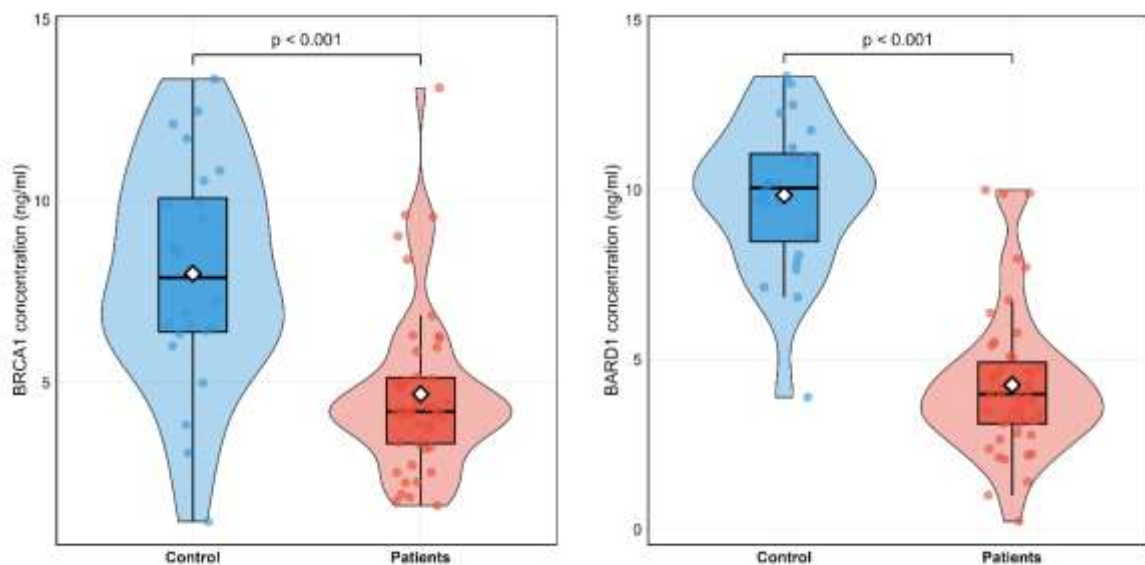 15
p < 0.001
10
5
BRCA1 concentration (ng/ml)
Control
Patients
15
p < 0.001
10
5
0
BARD1 concentration (ng/ml)
Control
Patients